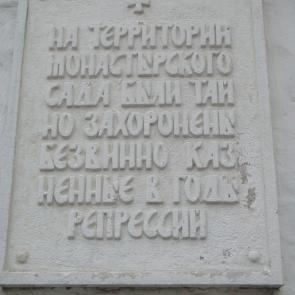 НА ТЕРРИТОРИИ
МОНАСТЫРСКОГО
САДА БЫЛИ ТАЙ
НО ЗАХОРОНЕНЫ
БЕЗВИННО КАЗ
НЕННЫЕ В ГОДЫ
РЕПРЕССИЙ